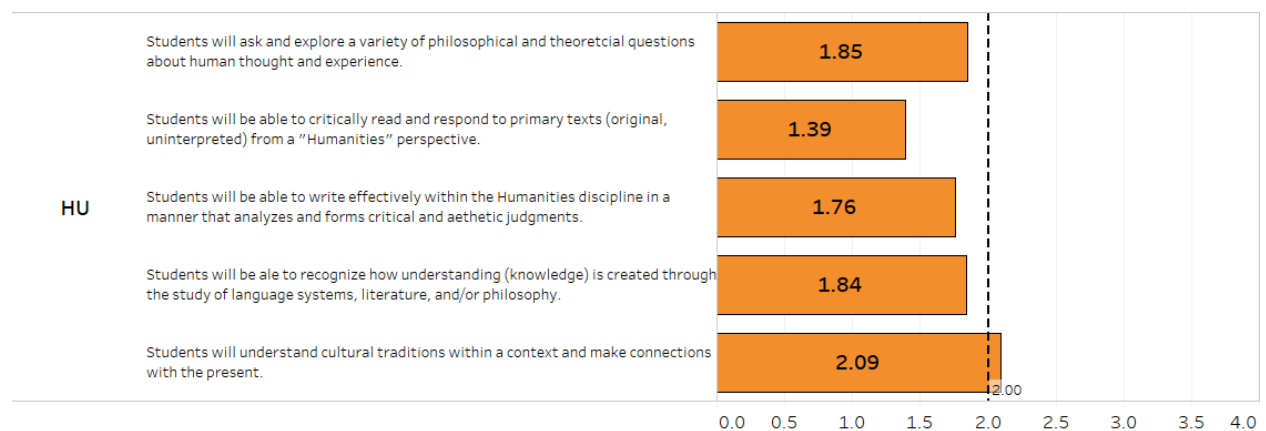 Students will ask and explore a variety of philosophical and theoretcial questions
about human thought and experience.
1.85
Students will be able to critically read and respond to primary texts (original,
uninterpreted) from a "Humanities" perspective.
1.39
HU
Students will be able to write effectively within the Humanities discipline in a
manner that analyzes and forms critical and aethetic judgments.
1.76
Students will be ale to recognize how understanding (knowledge) is created through
the study of language systems, literature, and/or philosophy.
1.84
Students will understand cultural traditions within a context and make connections
with the present.
2.09
2.00
0.0 0.5 1.0 1.5 2.0 2.5 3.0 3.5 4.0